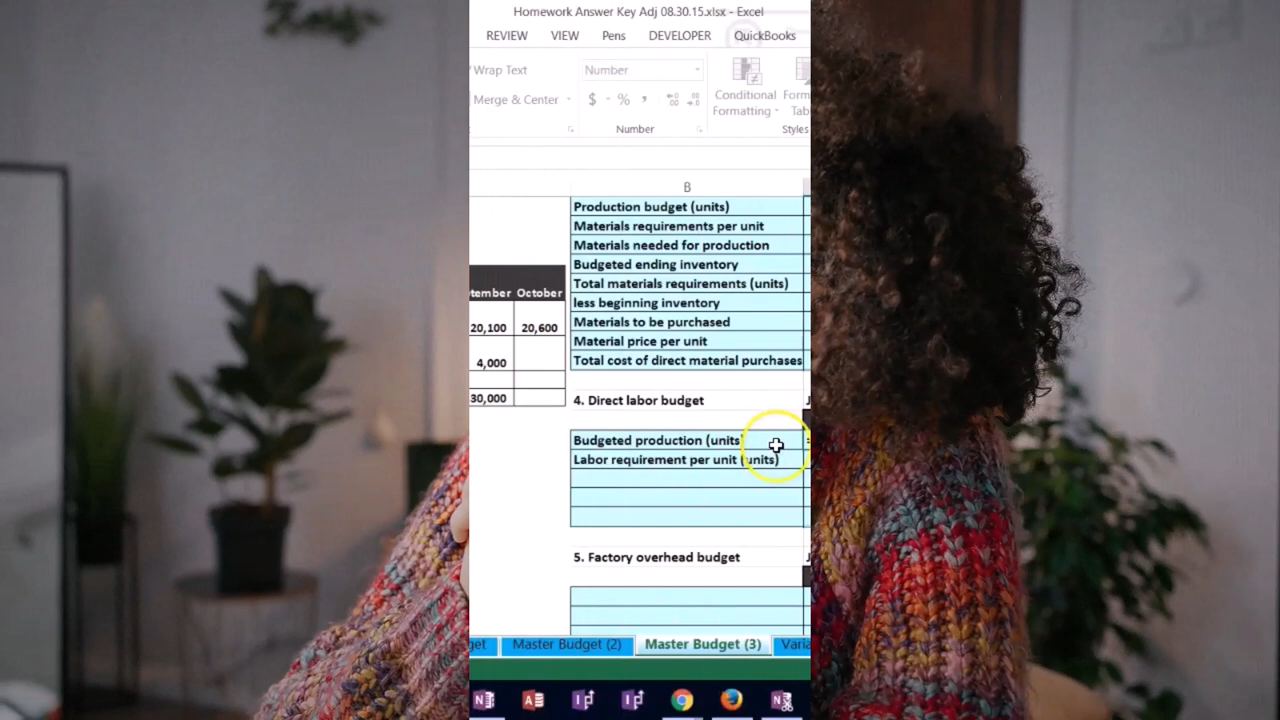 Homework Answer Key Adj 08.30.15.xlsx - Excel
REVIEW VIEW Pens DEVELOPER QuickBooks
Wrap Text Number
Merge & Center $ % Conditional
Formatting
Number Styles
B
Production budget (units)
Materials requirements per unit
Materials needed for production
Budgeted ending inventory
Total materials requirements (units)
less beginning inventory
Materials to be purchased
Material price per unit
Total cost of direct material purchases
tember October
20,100 20,600
4,000
30,000
4. Direct labor budget
Budgeted production (units)
Labor requirement per unit (units)
5. Factory overhead budget
get Master Budget (2) Master Budget (3) Varia